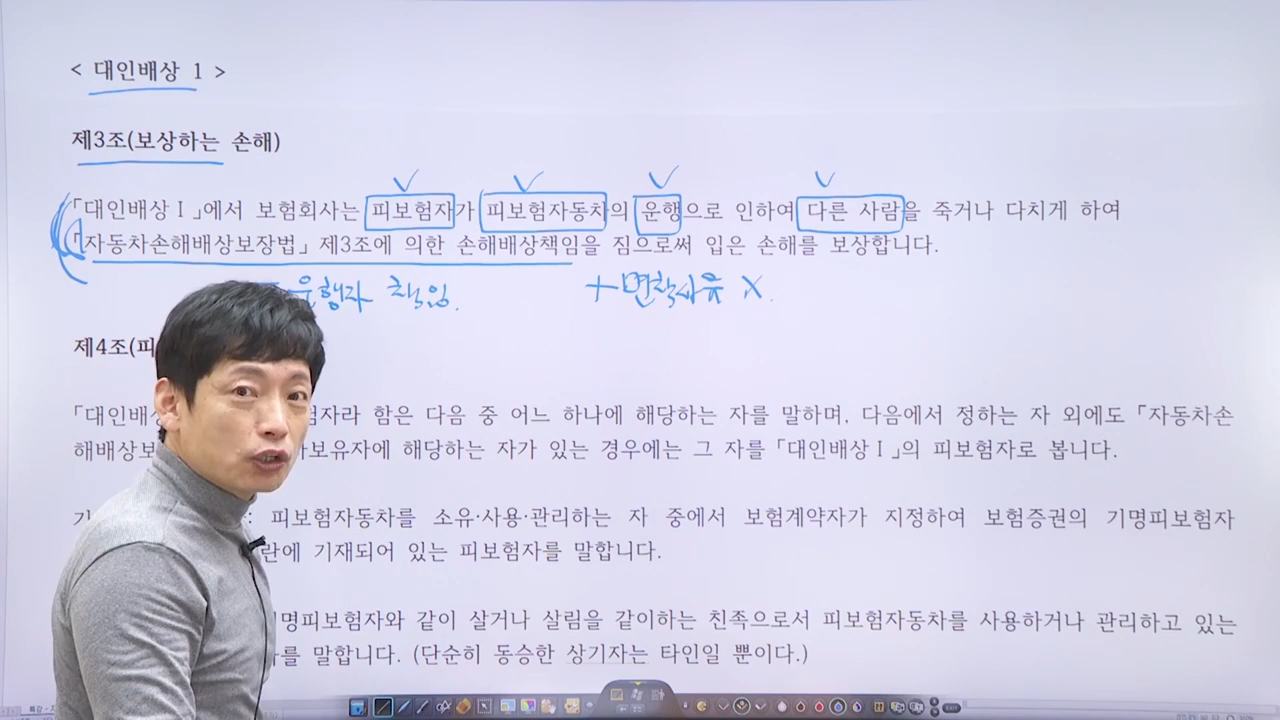 < 대인배상 1 >
제3조(보상하는 손해)
「대인배상Ⅰ」에서 보험회사는 피보험자가 피보험자동차의 운행으로 인하여 다른 사람을 죽거나 다치게 하여
「자동차손해배상보장법」 제3조에 의한 손해배상책임을 짐으로써 입은 손해를 보상합니다.
운행자 책임. +면책사유 X.
제4조(피
「대인배 험자라 함은 다음 중 어느 하나에 해당하는 자를 말하며, 다음에서 정하는 자 외에도 「자동차손
해배상보 보유자에 해당하는 자가 있는 경우에는 그 자를 「대인배상Ⅰ」의 피보험자로 봅니다.
: 피보험자동차를 소유·사용·관리하는 자 중에서 보험계약자가 지정하여 보험증권의 기명피보험자
란에 기재되어 있는 피보험자를 말합니다.
명피보험자와 같이 살거나 살림을 같이하는 친족으로서 피보험자동차를 사용하거나 관리하고 있는
를 말합니다. (단순히 동승한 상기자는 타인일 뿐이다.)
EXIT